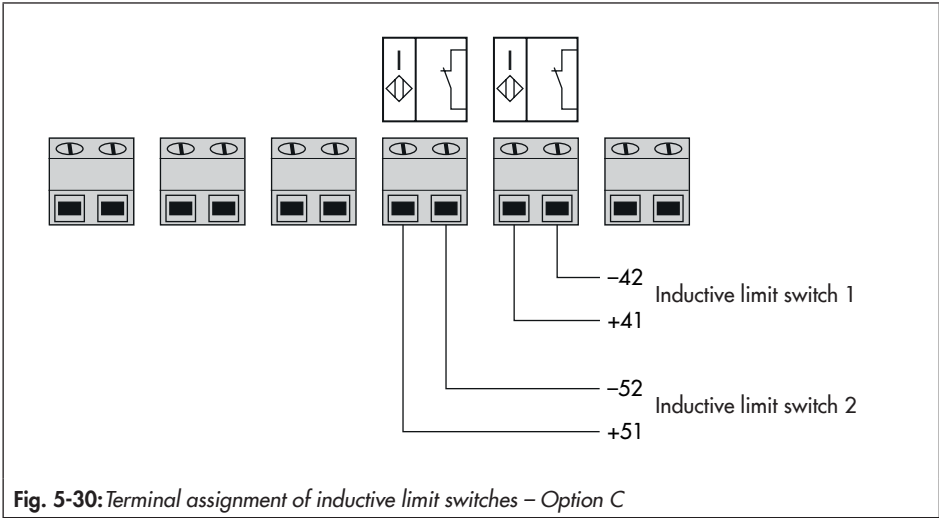 −42
Inductive limit switch 1
+41
−52
Inductive limit switch 2
+51
Fig. 5-30: Terminal assignment of inductive limit switches – Option C